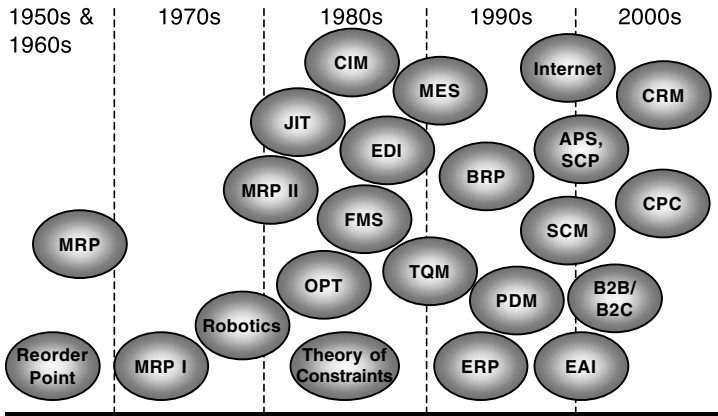 1950s &
1960s
1970s
1980s
1990s
2000s
CIM
Internet
MES
CRM
JIT
APS,
SCP
EDI
BRP
MRP II
CPC
FMS
SCM
MRP
TQM
OPT
PDM
B2B/
B2C
Robotics
Reorder
Point
MRP I
Theory of
Constraints
ERP
EAI